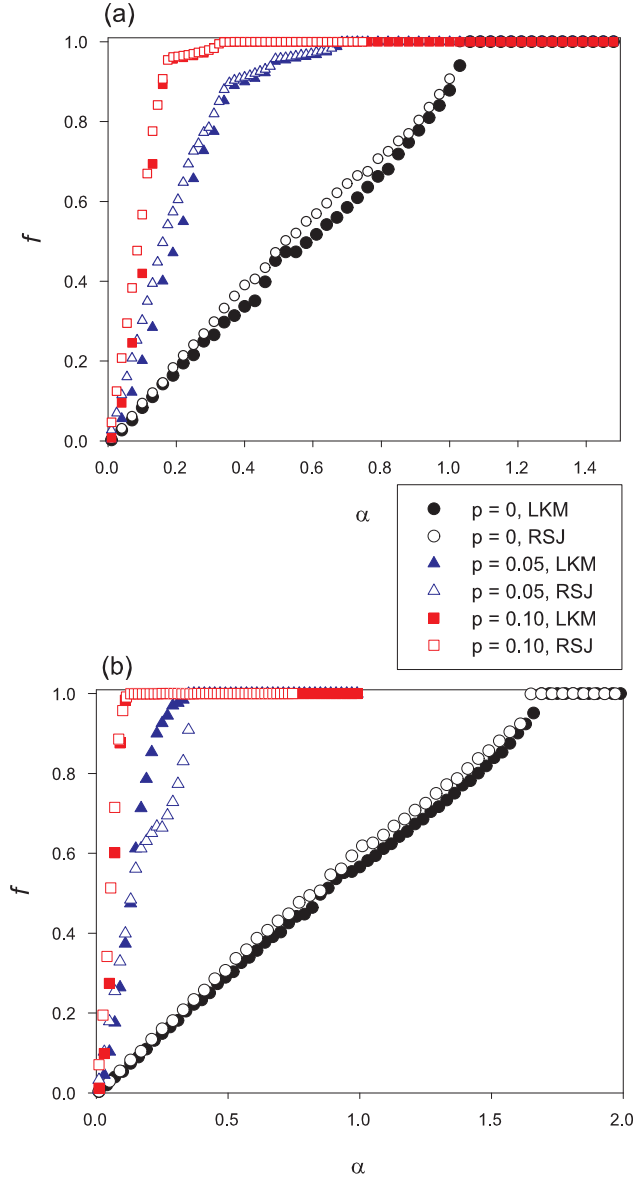 (a)
1.0
0.8
0.6
0.4
0.2
0.0
f
0.0 0.2 0.4 0.6 0.8 1.0 1.2 1.4
α
p = 0, LKM
p = 0, RSJ
p = 0.05, LKM
p = 0.05, RSJ
p = 0.10, LKM
p = 0.10, RSJ
(b)
1.0
0.8
0.6
0.4
0.2
0.0
f
0.0 0.5 1.0 1.5 2.0
α